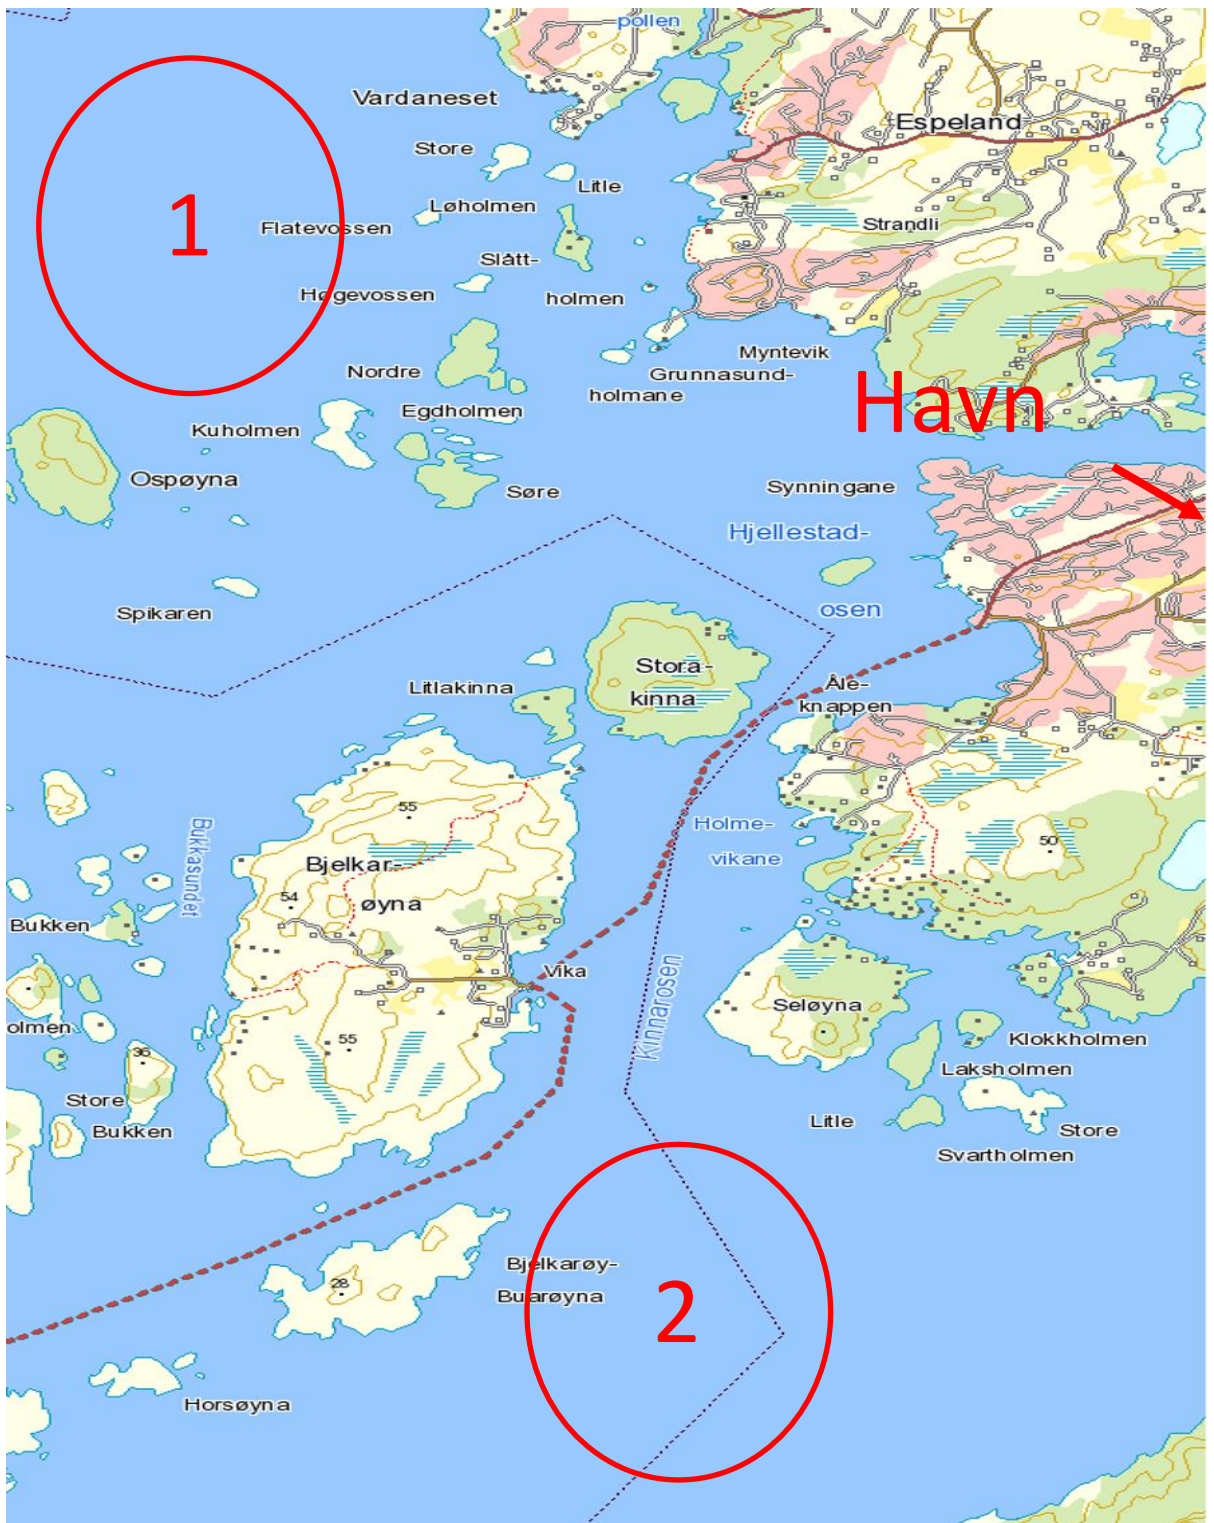 pollen
Vardaneset
Espeland
Store
Litle
1
Løholmen
Flatevossen
Strandli
Slått-
Høgevossen
holmen
Myntevik
Nordre
Grunnasund-
holmane
Havn
Egdholmen
Kuholmen
Ospøyna
Søre
Synningane
Hjellestad-
osen
Spikaren
Stora-
kinna
Litlakinna
Åle-
knappen
55
Holme-
vikane
Bukkasundet
50
Bjelkar-
øyna
54
Bukken
Vika
Kinnarosen
Seløyna
olmen
55
Klokkholmen
36
Laksholmen
Store
Bukken
Litle
Store
Svartholmen
Bjelkarøy-
Buarøyna
28
2
Horsøyna